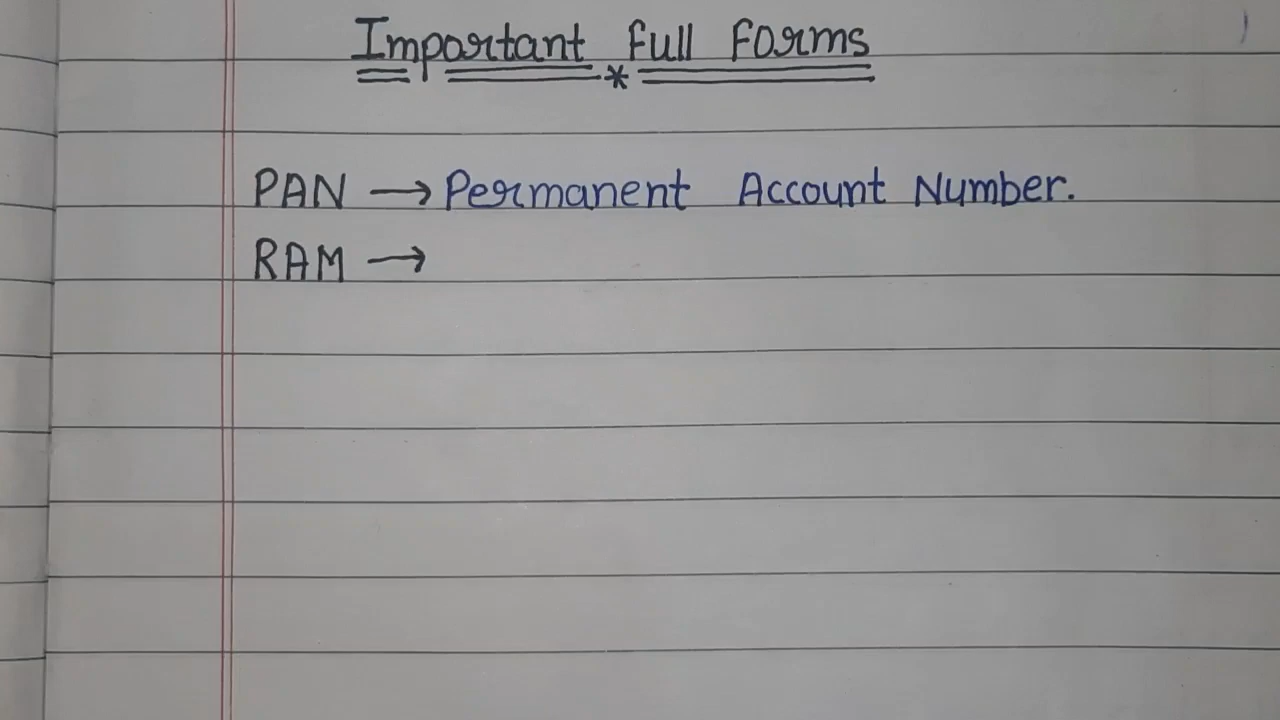 Important Full Forms
*
PAN → Permanent Account Number.
RAM →